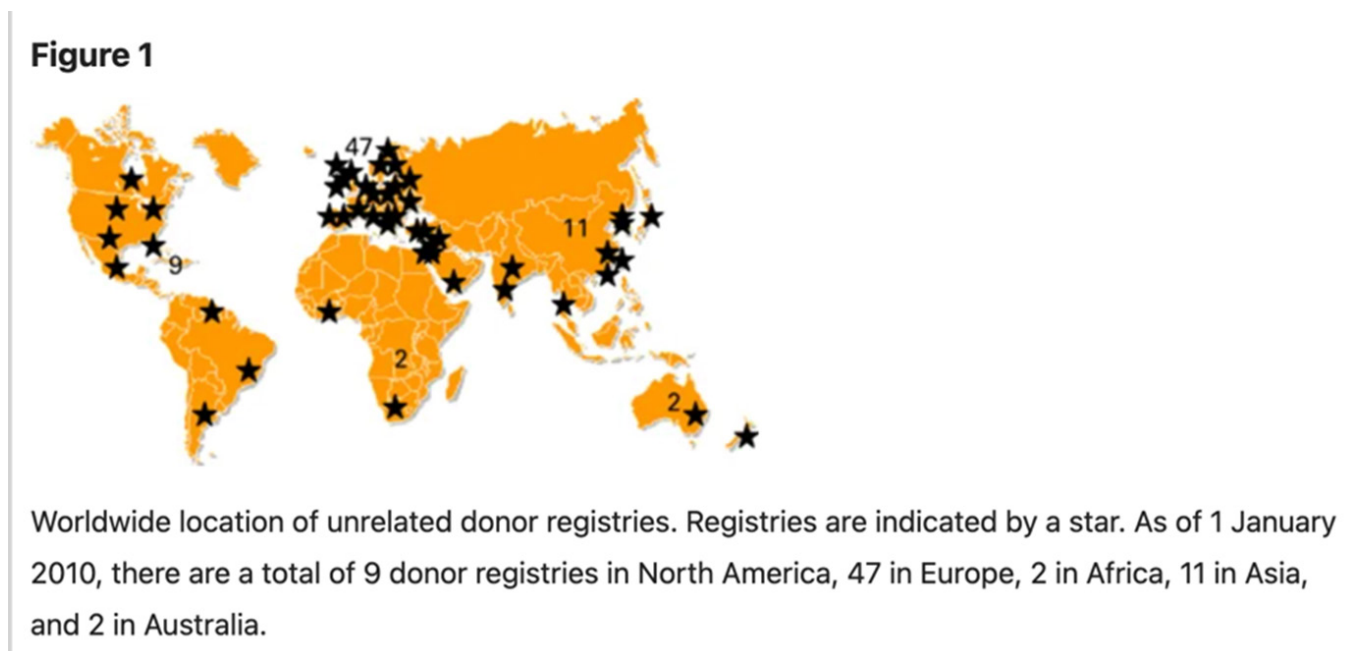 Figure 1
47
11
9
2
2
Worldwide location of unrelated donor registries. Registries are indicated by a star. As of 1 January
2010, there are a total of 9 donor registries in North America, 47 in Europe, 2 in Africa, 11 in Asia,
and 2 in Australia.